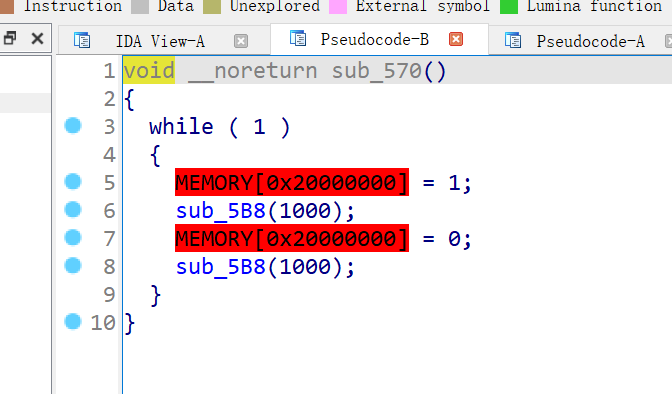 Instruction Data Unexplored External symbol Lumina function
IDA View-A Pseudocode-B Pseudocode-A
1 void __noreturn sub_570()
2 {
3 while ( 1 )
4 {
5 MEMORY[0x20000000] = 1;
6 sub_5B8(1000);
7 MEMORY[0x20000000] = 0;
8 sub_5B8(1000);
9 }
10 }